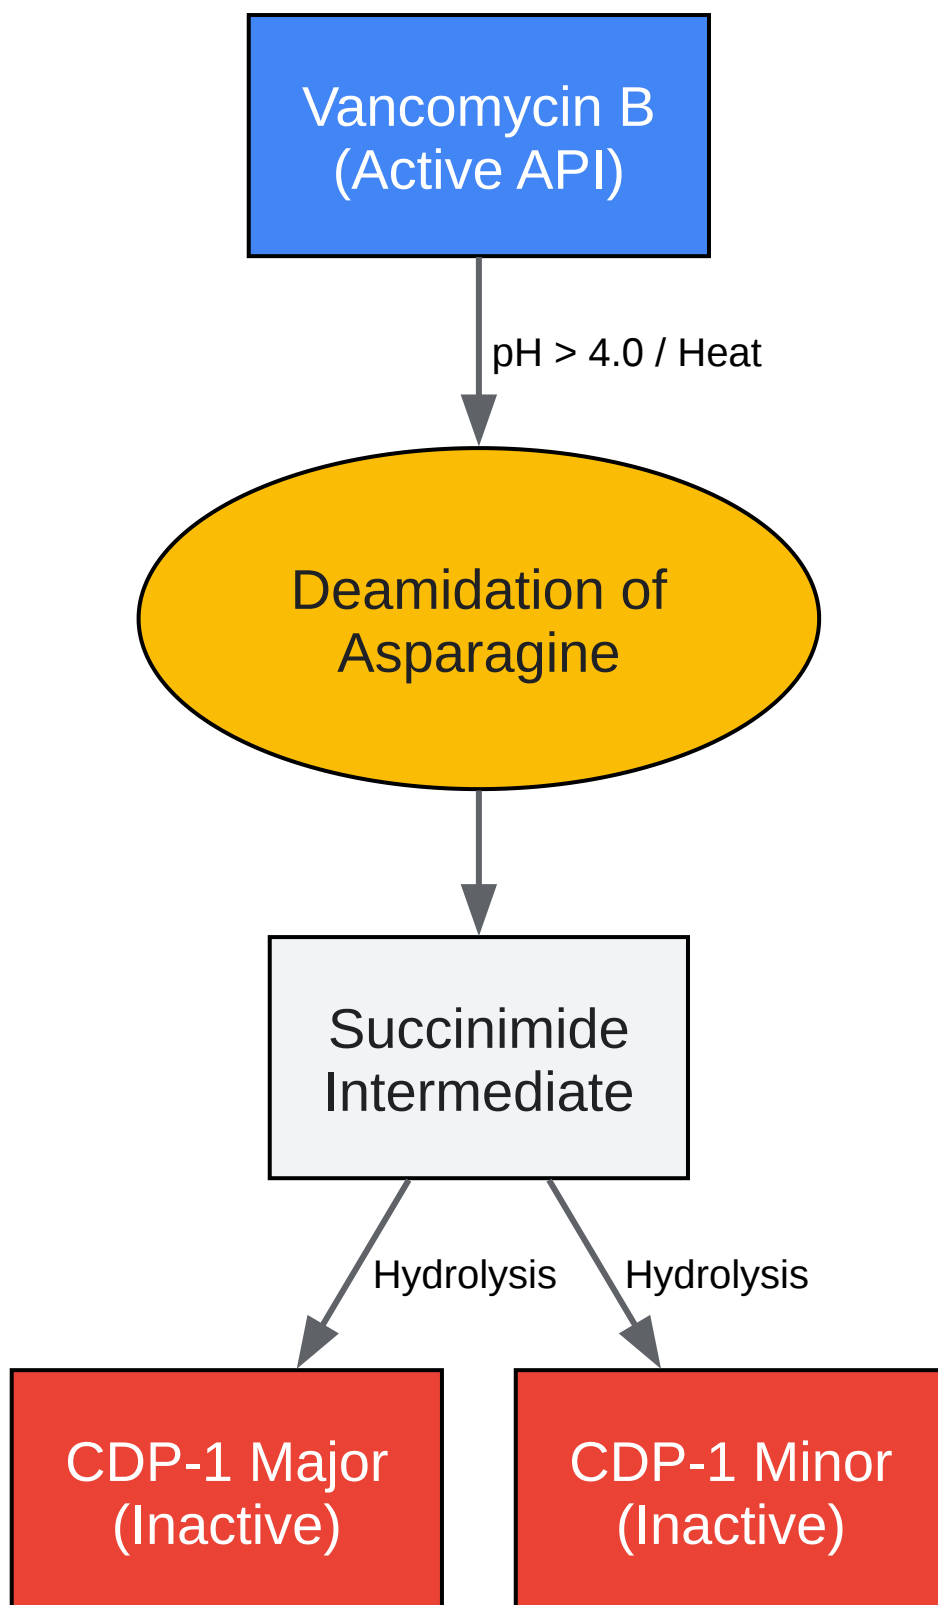 Vancomycin B
(Active API)
pH > 4.0 / Heat
Deamidation of
Asparagine
Succinimide
Intermediate
Hydrolysis
Hydrolysis
CDP-1 Major
(Inactive)
CDP-1 Minor
(Inactive)